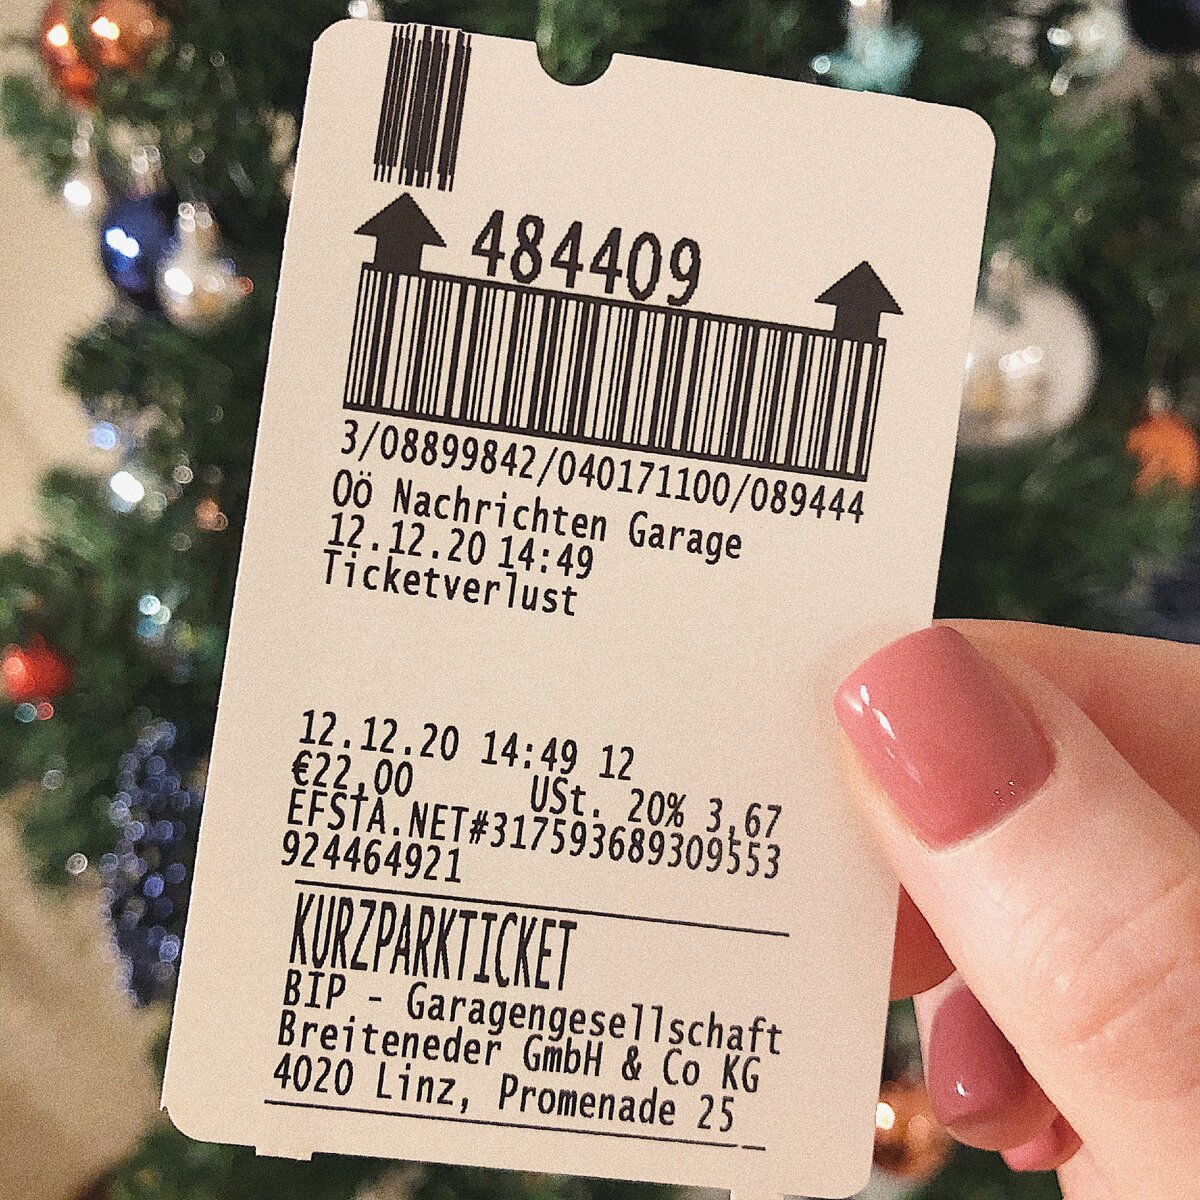 484409
3/08899842/040171100/089444
OÖ Nachrichten Garage
12.12.20 14:49
Ticketverlust
12.12.20 14:49 12
€22,00 USt. 20% 3,67
EFSTA.NET#317593689309553
924464921
KURZPARKTICKET
BIP - Garagengesellschaft
Breiteneder GmbH & Co KG
4020 Linz, Promenade 25